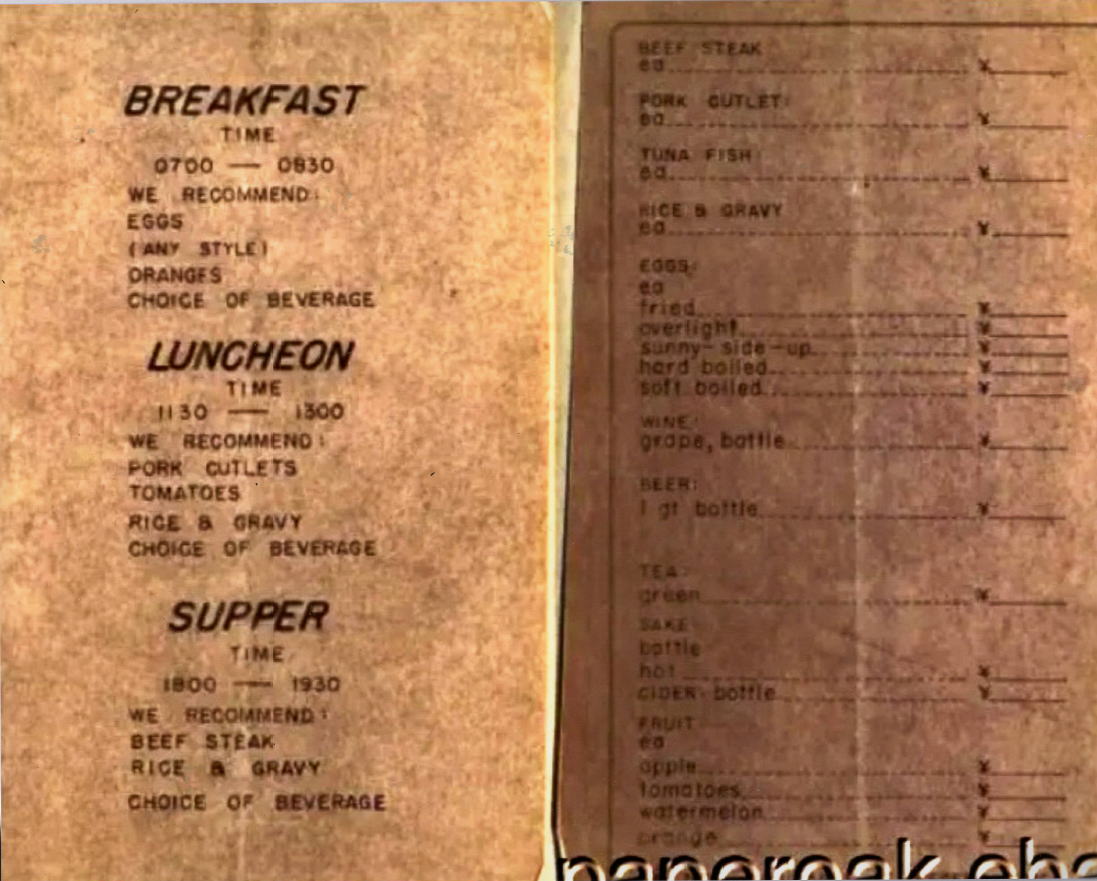 BREAKFAST
TIME
0700 — 0830
WE RECOMMEND:
EGGS
(ANY STYLE)
ORANGES
CHOICE OF BEVERAGE
LUNCHEON
TIME
1130 — 1300
WE RECOMMEND:
PORK CUTLETS
TOMATOES
RICE & GRAVY
CHOICE OF BEVERAGE
SUPPER
TIME
1800 — 1930
WE RECOMMEND:
BEEF STEAK
RICE & GRAVY
CHOICE OF BEVERAGE
BEEF STEAK
ea ¥
PORK CUTLET:
ea ¥
TUNA FISH:
ea ¥
RICE & GRAVY
ea ¥
EGGS:
ea
fried ¥
overlight ¥
sunny-side-up ¥
hard boiled ¥
soft boiled ¥
WINE:
grape, bottle ¥
BEER:
1 gt bottle ¥
TEA:
green ¥
SAKE:
bottle
hot ¥
CIDER: bottle ¥
FRUIT
ea
apple ¥
tomatoes ¥
watermelon ¥
orange ¥